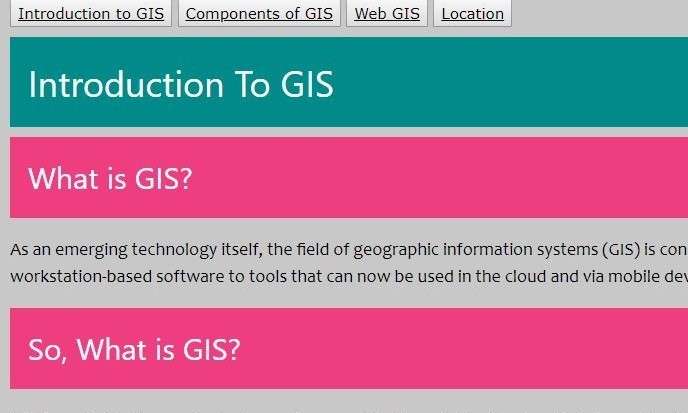 Introduction to GIS Components of GIS Web GIS Location
Introduction To GIS
What is GIS?
As an emerging technology itself, the field of geographic information systems (GIS) is con
workstation-based software to tools that can now be used in the cloud and via mobile dev
So, What is GIS?